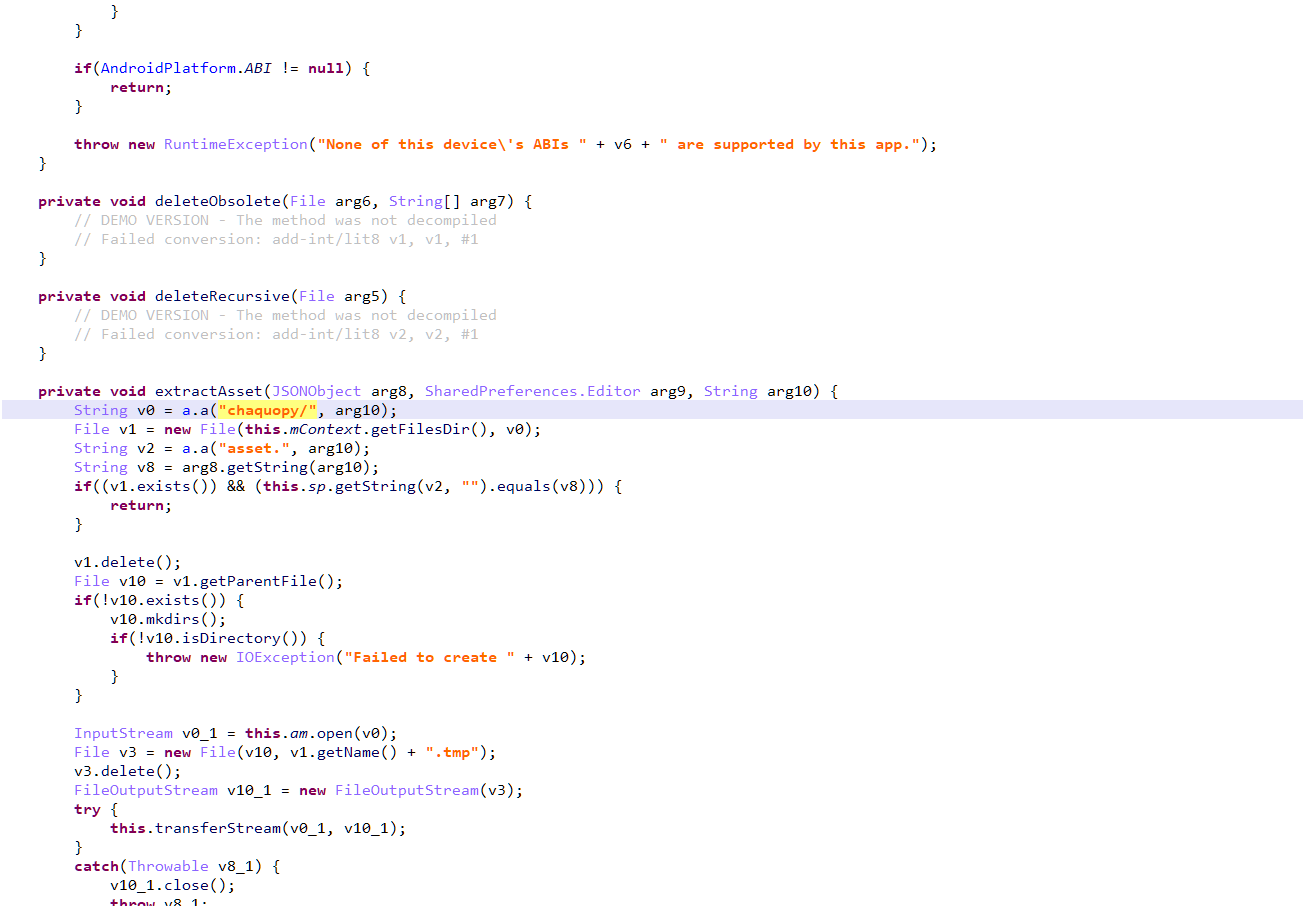 }
    }

    if(AndroidPlatform.ABI != null) {
        return;
    }

    throw new RuntimeException("None of this device\'s ABIs " + v6 + " are supported by this app.");
}

private void deleteObsolete(File arg6, String[] arg7) {
    // DEMO VERSION - The method was not decompiled
    // Failed conversion: add-int/lit8 v1, v1, #1
}

private void deleteRecursive(File arg5) {
    // DEMO VERSION - The method was not decompiled
    // Failed conversion: add-int/lit8 v2, v2, #1
}

private void extractAsset(JSONObject arg8, SharedPreferences.Editor arg9, String arg10) {
    String v0 = a.a("chaquopy/", arg10);
    File v1 = new File(this.mContext.getFilesDir(), v0);
    String v2 = a.a("asset.", arg10);
    String v8 = arg8.getString(arg10);
    if((v1.exists()) && (this.sp.getString(v2, "").equals(v8))) {
        return;
    }

    v1.delete();
    File v10 = v1.getParentFile();
    if(!v10.exists()) {
        v10.mkdirs();
        if(!v10.isDirectory()) {
            throw new IOException("Failed to create " + v10);
        }
    }

    InputStream v0_1 = this.am.open(v0);
    File v3 = new File(v10, v1.getName() + ".tmp");
    v3.delete();
    FileOutputStream v10_1 = new FileOutputStream(v3);
    try {
        this.transferStream(v0_1, v10_1);
    }
    catch(Throwable v8_1) {
        v10_1.close();
        throw v8_1;